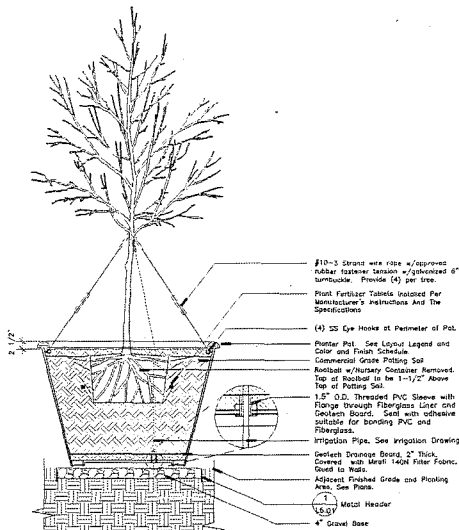 #10-3 Strand wire rope w/approved
rubber fastener tension w/galvanized 6"
turnbuckle. Provide (4) per tree.
Plant Fertilizer Tablets Installed Per
Manufacturer's Instructions And The
Specifications
(4) SS Eye Hooks at Perimeter of Pot.
Planter Pot. See Layout Legend and
Color and Finish Schedule.
Commercial Grade Potting Soil
Rootball w/Nursery Container Removed.
Top of Rootball to be 1-1/2" Above
Top of Potting Soil.
1.5" O.D. Threaded PVC Sleeve with
Flange through Fiberglass Liner and
Geotech Board. Seal with adhesive
suitable for bonding PVC and
Fiberglass.
Irrigation Pipe, See Irrigation Drawing
Geotech Drainage Board, 2" Thick,
Covered with Mirafi 140N Filter Fabric,
Glued to Walls.
Adjacent Finished Grade and Planting
Area, See Plans.
1
Metal Header
4" Gravel Base
2 1/2"